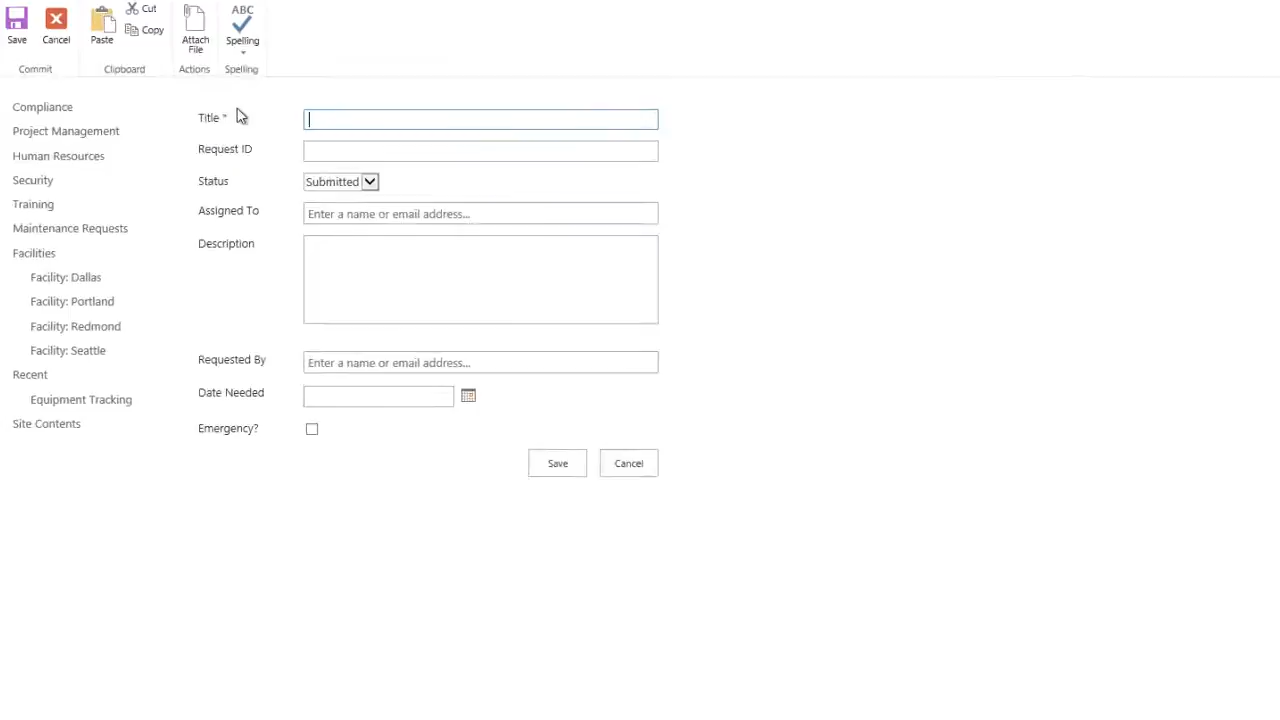 Save
Cancel
Paste
Cut
Copy
Attach
File
ABC
Spelling
Commit
Clipboard
Actions
Spelling
Compliance
Project Management
Human Resources
Security
Training
Maintenance Requests
Facilities
Facility: Dallas
Facility: Portland
Facility: Redmond
Facility: Seattle
Recent
Equipment Tracking
Site Contents
Title *
Request ID
Status
Submitted
Assigned To
Enter a name or email address...
Description
Requested By
Enter a name or email address...
Date Needed
Emergency?
Save
Cancel